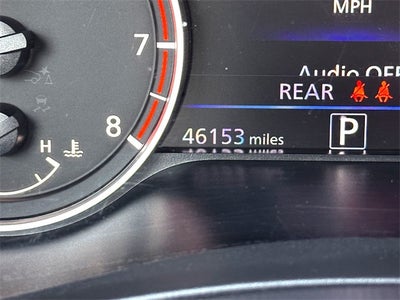 MPH
7
Audio OFF
REAR
8
46153 miles
P
H